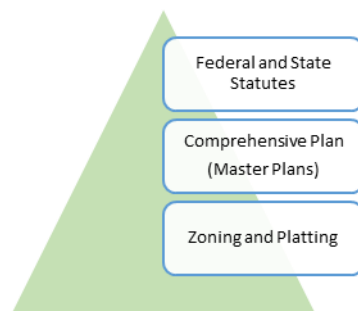 Federal and State
Statutes
Comprehensive Plan
(Master Plans)
Zoning and Platting